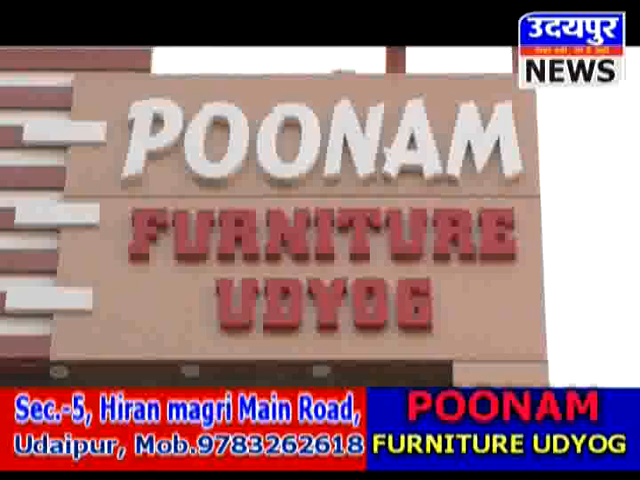 उदयपुर
NEWS
POONAM
FURNITURE
UDYOG
Sec.-5, Hiran magri Main Road,
Udaipur, Mob.9783262618
POONAM
FURNITURE UDYOG